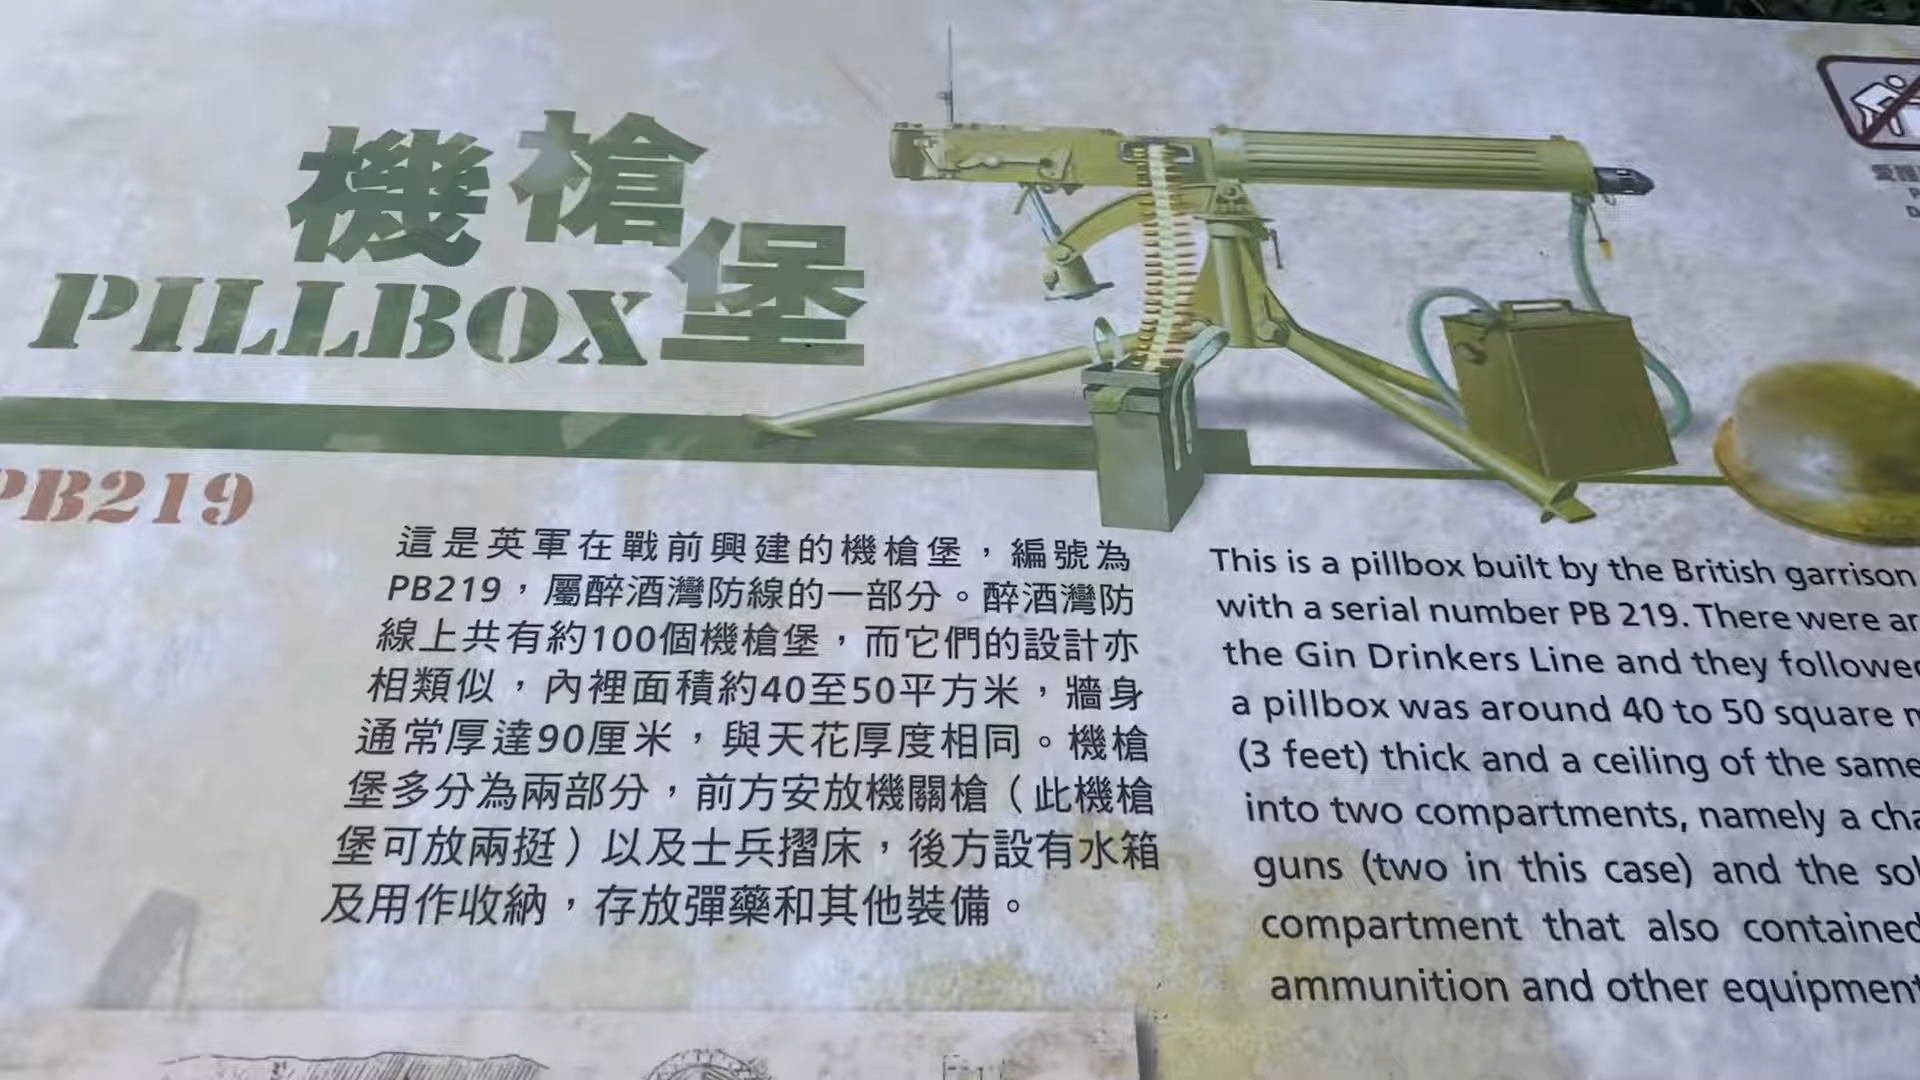 機槍堡
PILLBOX
PB219
這是英軍在戰前興建的機槍堡，編號為
PB219，屬醉酒灣防線的一部分。醉酒灣防
線上共有約100個機槍堡，而它們的設計亦
相類似，內裡面積約40至50平方米，牆身
通常厚達90厘米，與天花厚度相同。機槍
堡多分為兩部分，前方安放機關槍（此機槍
堡可放兩挺）以及士兵摺床，後方設有水箱
及用作收納，存放彈藥和其他裝備。
This is a pillbox built by the British garrison
with a serial number PB 219. There were
the Gin Drinkers Line and they followed
a pillbox was around 40 to 50 square
(3 feet) thick and a ceiling of the same
into two compartments, namely a
guns (two in this case) and the
compartment that also contained
ammunition and other equipment